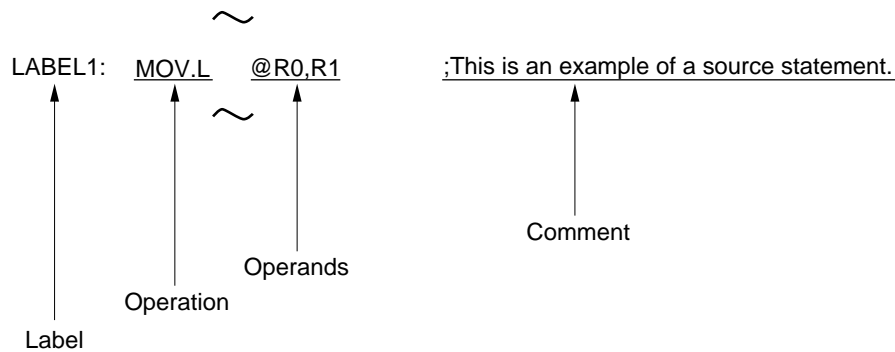 LABEL1: MOV.L @R0,R1 ;This is an example of a source statement.
Comment
Operands
Operation
Label